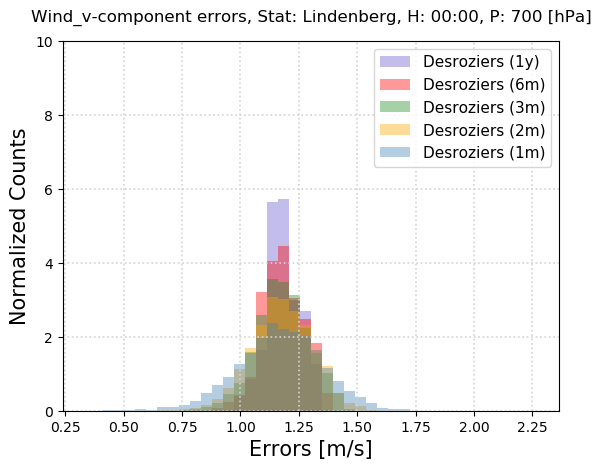 Wind_v-component errors, Stat: Lindenberg, H: 00:00, P: 700 [hPa]
10
8
6
4
2
0
Normalized Counts
Desroziers (1y)
Desroziers (6m)
Desroziers (3m)
Desroziers (2m)
Desroziers (1m)
0.25 0.50 0.75 1.00 1.25 1.50 1.75 2.00 2.25
Errors [m/s]